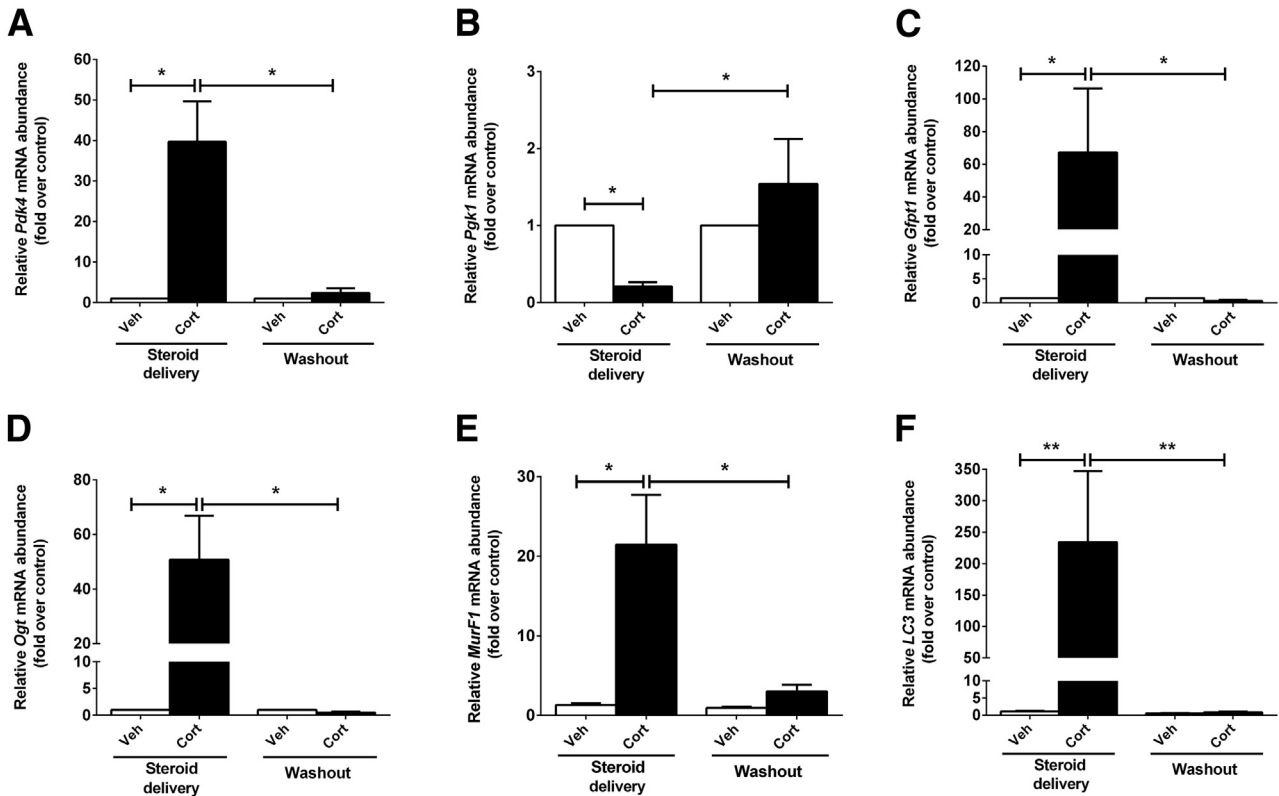 A
Relative Pdk4 mRNA abundance
(fold over control)
60
50
40
30
20
10
0
*
*
Veh
Cort
Veh
Cort
Steroid
delivery
Washout
B
Relative Pgk1 mRNA abundance
(fold over control)
3
2
1
0
*
*
Veh
Cort
Veh
Cort
Steroid
delivery
Washout
C
Relative Gfpt1 mRNA abundance
(fold over control)
120
100
80
60
40
20
10
5
0
*
*
Veh
Cort
Veh
Cort
Steroid
delivery
Washout
D
Relative Ogt mRNA abundance
(fold over control)
80
60
40
20
10
5
0
*
*
Veh
Cort
Veh
Cort
Steroid
delivery
Washout
E
Relative MurF1 mRNA abundance
(fold over control)
30
20
10
0
*
*
Veh
Cort
Veh
Cort
Steroid
delivery
Washout
F
Relative LC3 mRNA abundance
(fold over control)
350
300
250
200
150
100
50
10
5
0
**
**
Veh
Cort
Veh
Cort
Steroid
delivery
Washout